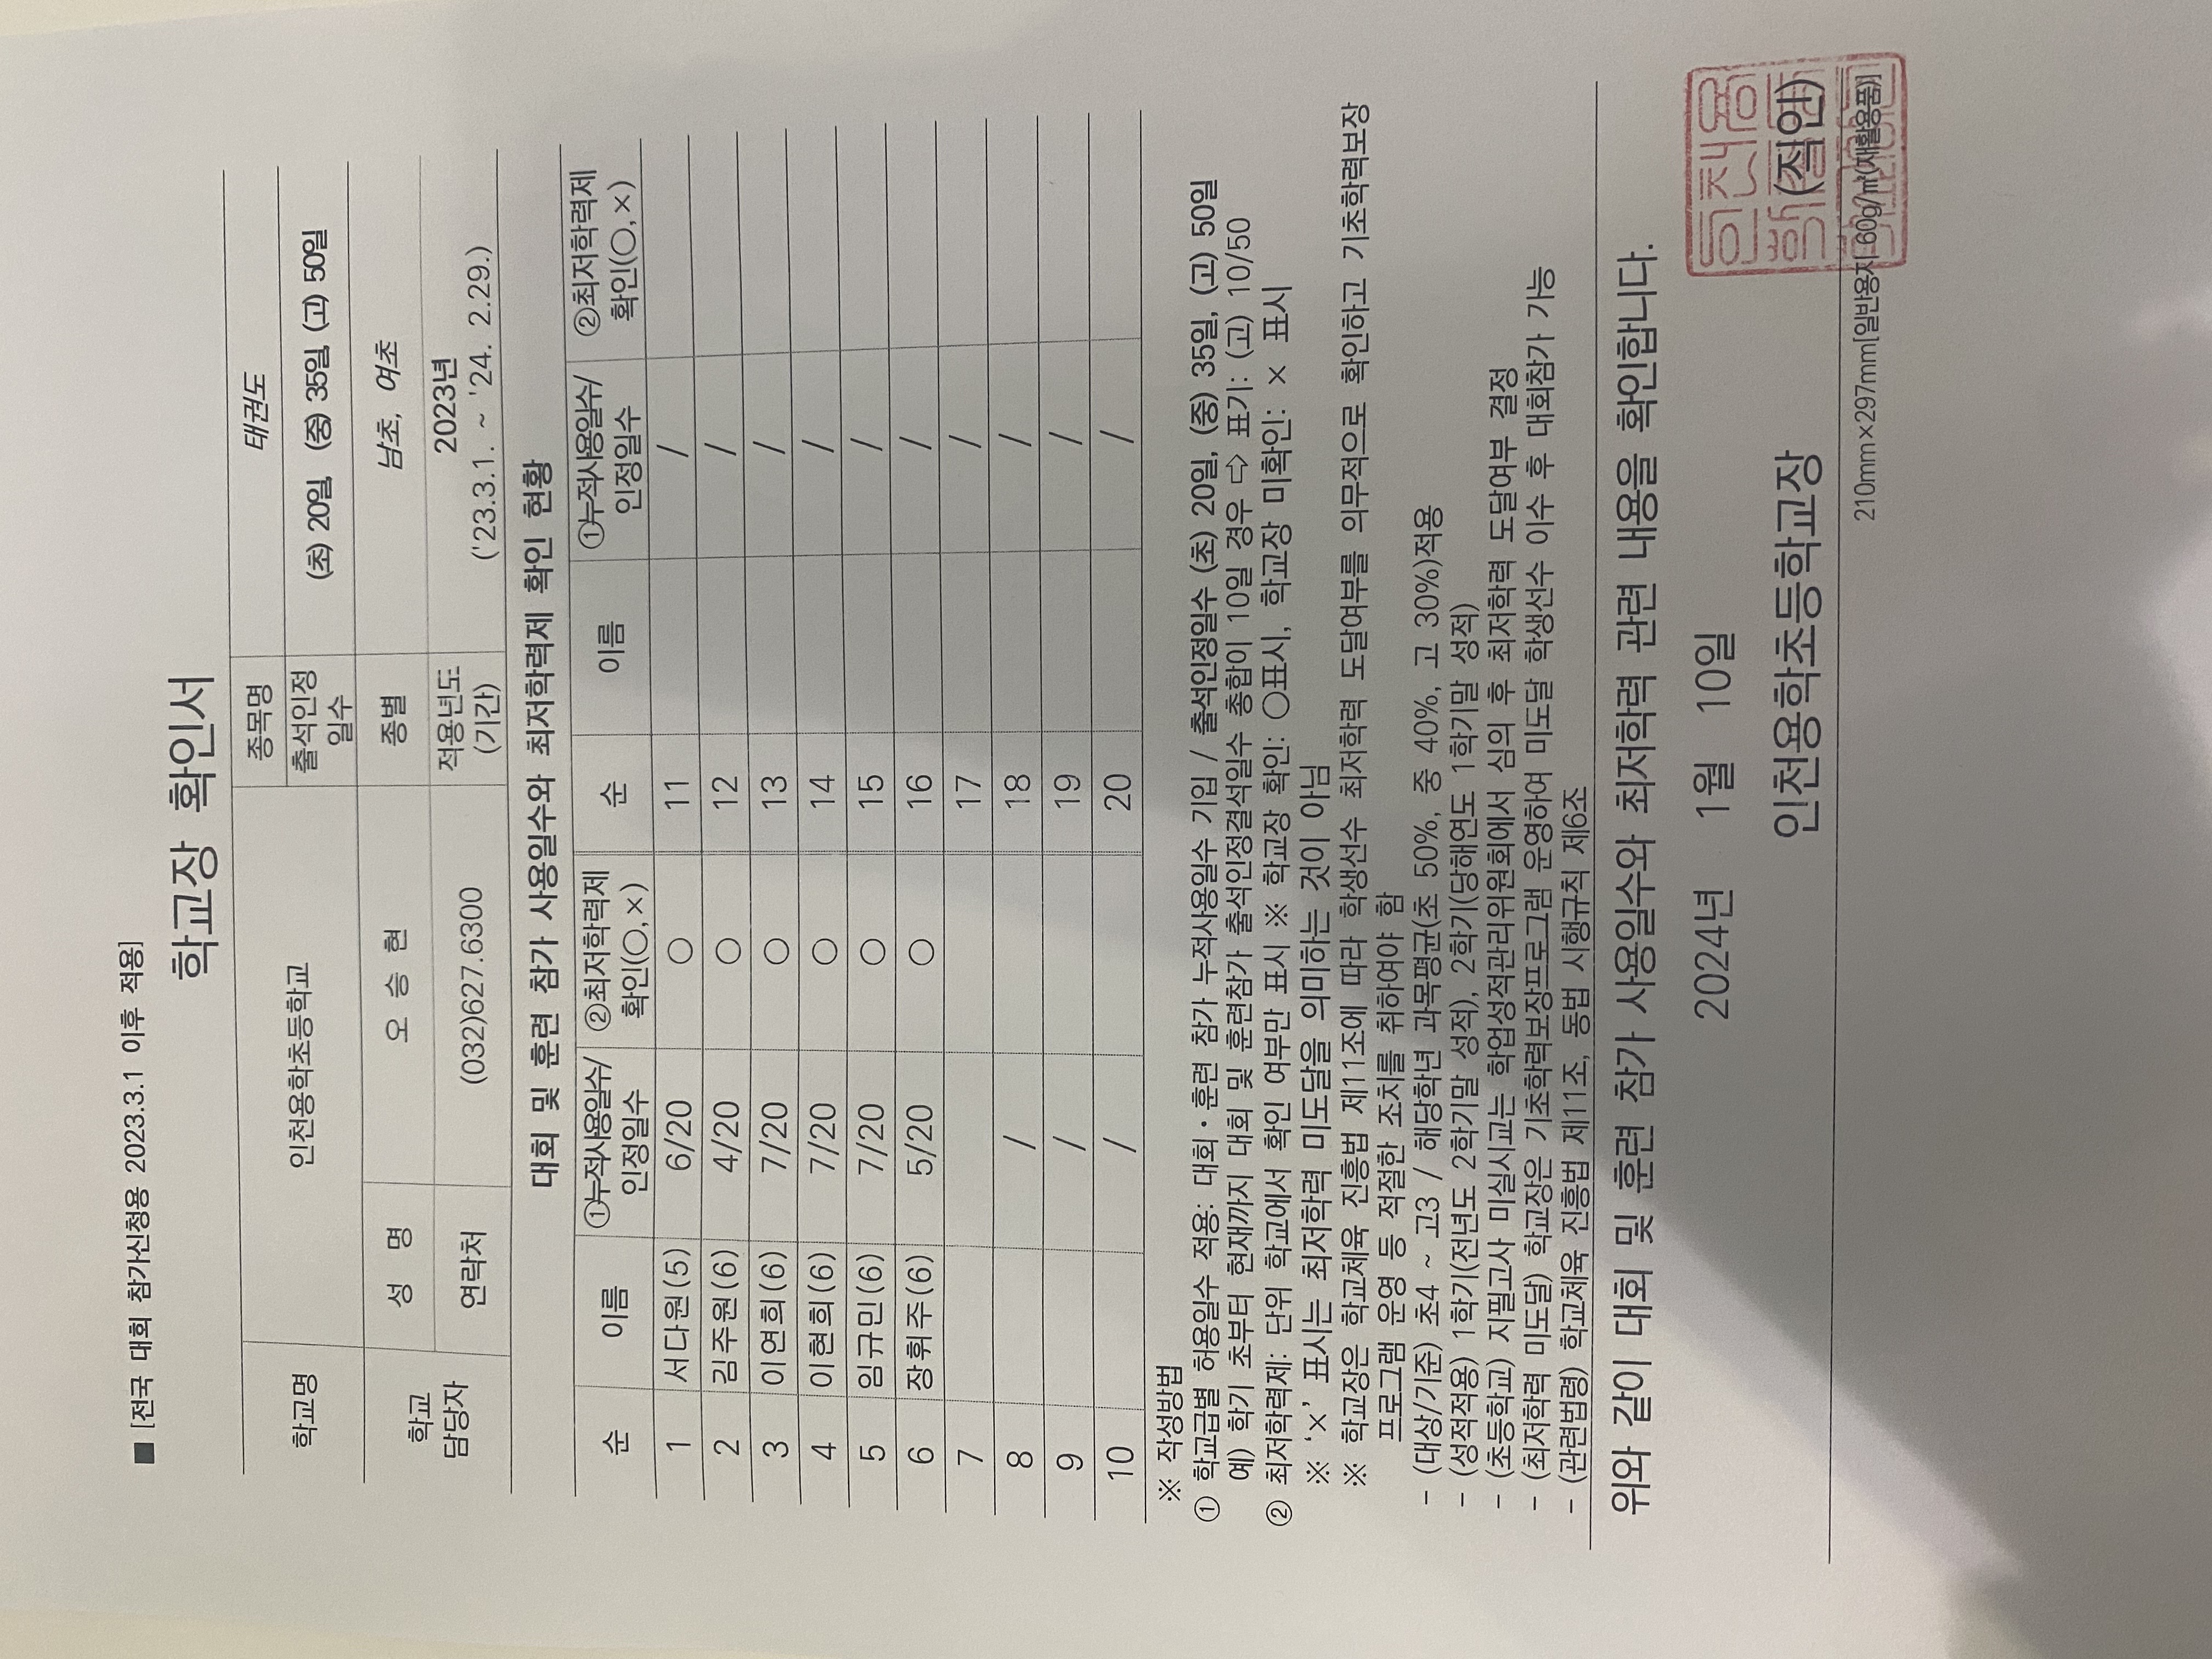 ■ [전국 대회 참가신청용 2023.3.1 이후 적용]
학교장 확인서
학교명 인천용학초등학교 종목명 태권도
출석인정 일수 (초) 20일 (중) 35일, (고) 50일
학교 담당자 성 명 오 승 현 종별 남초, 여초
연락처 (032)627.6300 적용년도 (기간) 2023년 ('23.3.1. ~ '24. 2.29.)
대회 및 훈련 참가 사용일수와 최저학력제 확인 현황
순 이름 ①누적사용일수/인정일수 ②최저학력제 확인(○,×) 순 이름 ①누적사용일수/인정일수 ②최저학력제 확인(○,×)
1 서다원(5) 6/20 ○ 11 /
2 김주원(6) 4/20 ○ 12 /
3 이연희(6) 7/20 ○ 13 /
4 이현희(6) 7/20 ○ 14 /
5 임규민(6) 7/20 ○ 15 /
6 장휘주(6) 5/20 ○ 16 /
7 17 /
8 / 18 /
9 / 19 /
10 / 20 /
※ 작성방법
① 학교급별 허용일수 적용: 대회·훈련 참가 누적사용일수 기입 / 출석인정일수 (초) 20일, (중) 35일, (고) 50일
예) 학기 초부터 현재까지 대회 및 훈련참가 출석인정결석일수 총합이 10일 경우 ⇨ 표기: (고) 10/50
② 최저학력제: 단위 학교에서 확인 여부만 표시 ※ 학교장 확인: ○표시, 학교장 미확인: × 표시
※ '×' 표시는 최저학력 미도달을 의미하는 것이 아님
※ 학교장은 학교체육 진흥법 제11조에 따라 학생선수 최저학력 도달여부를 의무적으로 확인하고 기초학력보장
프로그램 운영 등 적절한 조치를 취하여야 함
- (대상/기준) 초4 ~ 고3 / 해당학년 과목평균(초 50%, 중 40%, 고 30%)적용
- (성적적용) 1학기(전년도 2학기말 성적), 2학기(당해연도 1학기말 성적)
- (초등학교) 지필고사 미실시교는 학업성적관리위원회에서 심의 후 최저학력 도달여부 결정
- (최저학력 미도달) 학교장은 기초학력보장프로그램 운영하여 미도달 학생선수 이수 후 대회참가 가능
- (관련법령) 학교체육 진흥법 제11조, 동법 시행규칙 제6조
위와 같이 대회 및 훈련 참가 사용일수와 최저학력 관련 내용을 확인합니다.
2024년 1월 10일
인천용학초등학교장 (직인)
210mm×297mm[일반용지 60g/㎡(재활용품)]